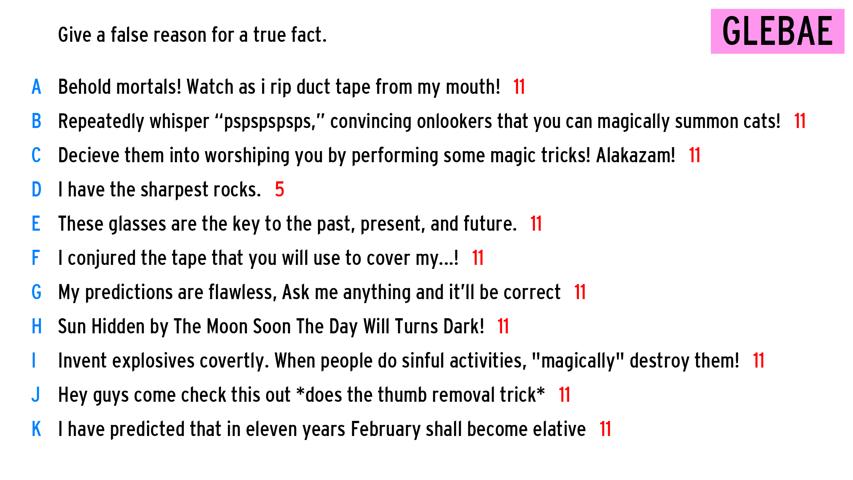 Give a false reason for a true fact.
GLEBAE
A Behold mortals! Watch as i rip duct tape from my mouth! 11
B Repeatedly whisper “pspspspsps,” convincing onlookers that you can magically summon cats! 11
C Decieve them into worshiping you by performing some magic tricks! Alakazam! 11
D I have the sharpest rocks. 5
E These glasses are the key to the past, present, and future. 11
F I conjured the tape that you will use to cover my...! 11
G My predictions are flawless, Ask me anything and it’ll be correct 11
H Sun Hidden by The Moon Soon The Day Will Turns Dark! 11
I Invent explosives covertly. When people do sinful activities, "magically" destroy them! 11
J Hey guys come check this out *does the thumb removal trick* 11
K I have predicted that in eleven years February shall become elative 11